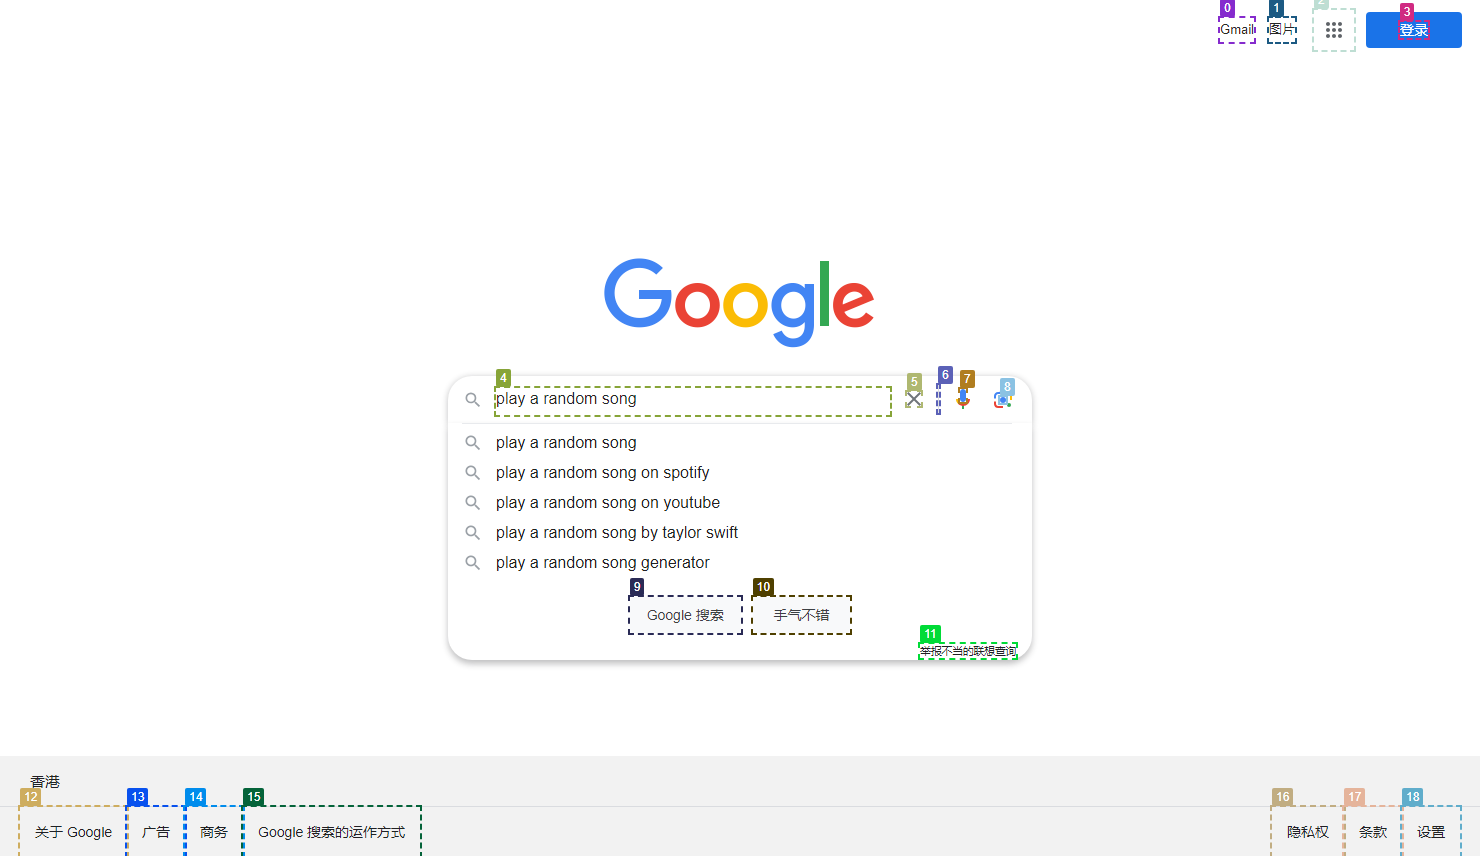 0 1 2 3
Gmail 图片 登录
Google
4 5 6 7 8
play a random song
play a random song
play a random song on spotify
play a random song on youtube
play a random song by taylor swift
play a random song generator
9 10
Google 搜索 手气不错
11
举报不当的联想查询
香港
12 13 14 15 16 17 18
关于 Google 广告 商务 Google 搜索的运作方式 隐私权 条款 设置